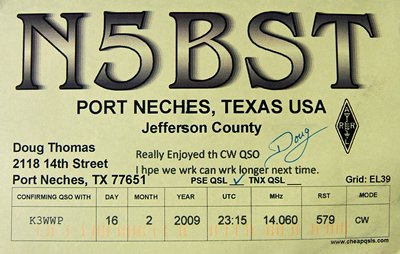 N5BST
PORT NECHES, TEXAS USA
Jefferson County
Doug Thomas
2118 14th Street
Port Neches, TX 77651
Really Enjoyed th CW QSO
I hpe we wrk can wrk longer next time.
Doug
PSE QSL ✓ TNX QSL ___
Grid: EL39
ARRL
CONFIRMING QSO WITH DAY MONTH YEAR UTC MHz RST MODE
K3WWP 16 2 2009 23:15 14.060 579 CW
www.cheapqsls.com